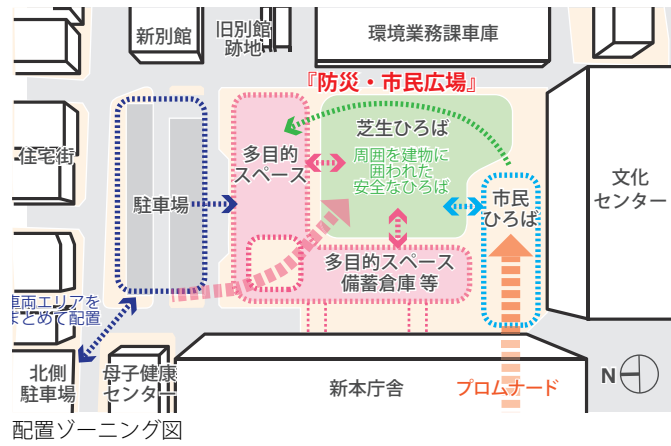 新別館
旧別館
跡地
環境業務課車庫
『防災・市民広場』
芝生ひろば
周囲を建物に
囲われた
安全なひろば
多目的
スペース
住宅街
駐車場
市民
ひろば
文化
センター
多目的スペース
備蓄倉庫 等
車両エリアを
まとめて配置
北側
駐車場
母子健康
センター
新本庁舎
プロムナード
N
配置ゾーニング図